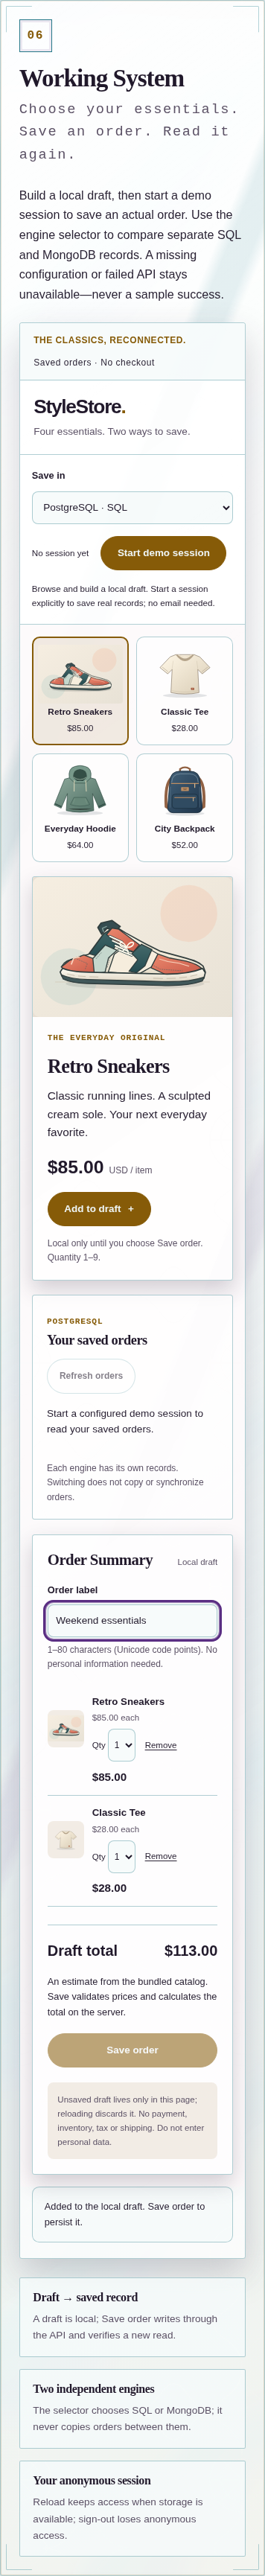 06
Working System
Choose your essentials.
Save an order. Read it
again.
Build a local draft, then start a demo
session to save an actual order. Use the
engine selector to compare separate SQL
and MongoDB records. A missing
configuration or failed API stays
unavailable—never a sample success.
THE CLASSICS, RECONNECTED.
Saved orders · No checkout
StyleStore.
Four essentials. Two ways to save.
Save in
PostgreSQL · SQL
No session yet
Start demo session
Browse and build a local draft. Start a session
explicitly to save real records; no email needed.
Retro Sneakers
$85.00
Classic Tee
$28.00
Everyday Hoodie
$64.00
City Backpack
$52.00
THE EVERYDAY ORIGINAL
Retro Sneakers
Classic running lines. A sculpted
cream sole. Your next everyday
favorite.
$85.00 USD / item
Add to draft +
Local only until you choose Save order.
Quantity 1–9.
POSTGRESQL
Your saved orders
Refresh orders
Start a configured demo session to
read your saved orders.
Each engine has its own records.
Switching does not copy or synchronize
orders.
Order Summary
Local draft
Order label
Weekend essentials
1–80 characters (Unicode code points). No
personal information needed.
Retro Sneakers
$85.00 each
Qty 1 Remove
$85.00
Classic Tee
$28.00 each
Qty 1 Remove
$28.00
Draft total $113.00
An estimate from the bundled catalog.
Save validates prices and calculates the
total on the server.
Save order
Unsaved draft lives only in this page;
reloading discards it. No payment,
inventory, tax or shipping. Do not enter
personal data.
Added to the local draft. Save order to
persist it.
Draft → saved record
A draft is local; Save order writes through
the API and verifies a new read.
Two independent engines
The selector chooses SQL or MongoDB; it
never copies orders between them.
Your anonymous session
Reload keeps access when storage is
available; sign-out loses anonymous
access.